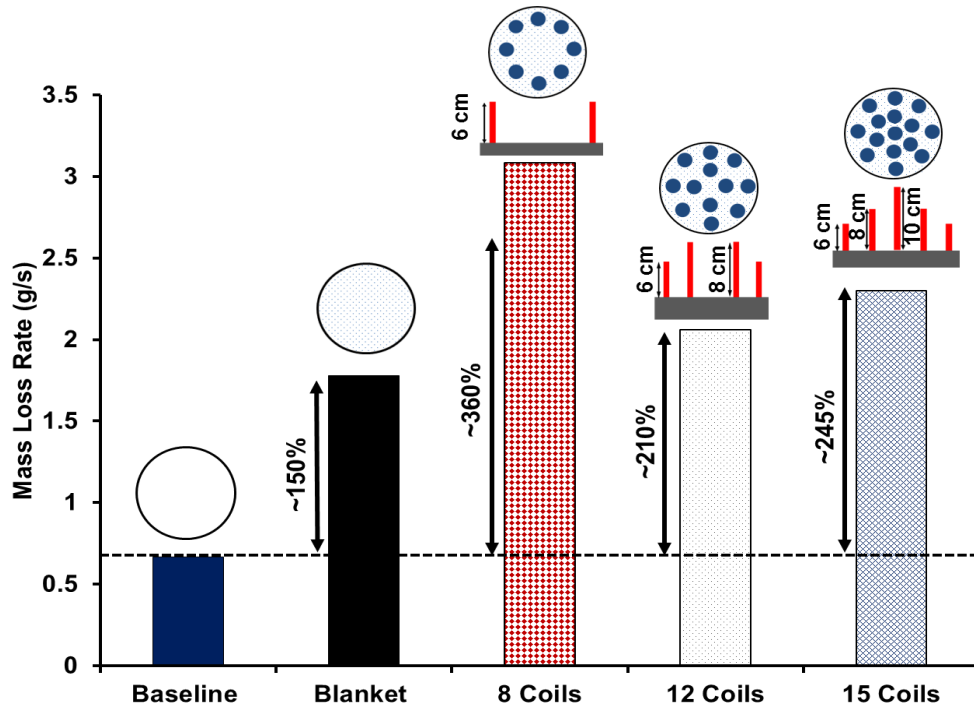 Mass Loss Rate (g/s)
3.5
3
2.5
2
1.5
1
0.5
0
~150%
~360%
~210%
~245%
6 cm
6 cm
8 cm
6 cm
8 cm
10 cm
Baseline
Blanket
8 Coils
12 Coils
15 Coils